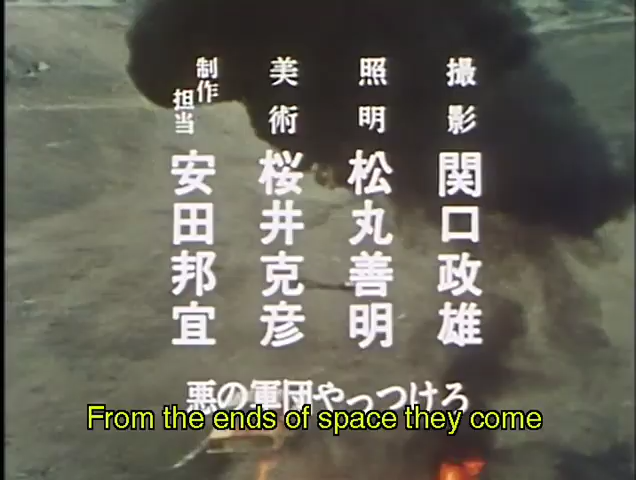 撮影
関口政雄
照明
松丸善明
美術
桜井克彦
制作担当
安田邦宜
悪の軍団やっつけろ
From the ends of space they come